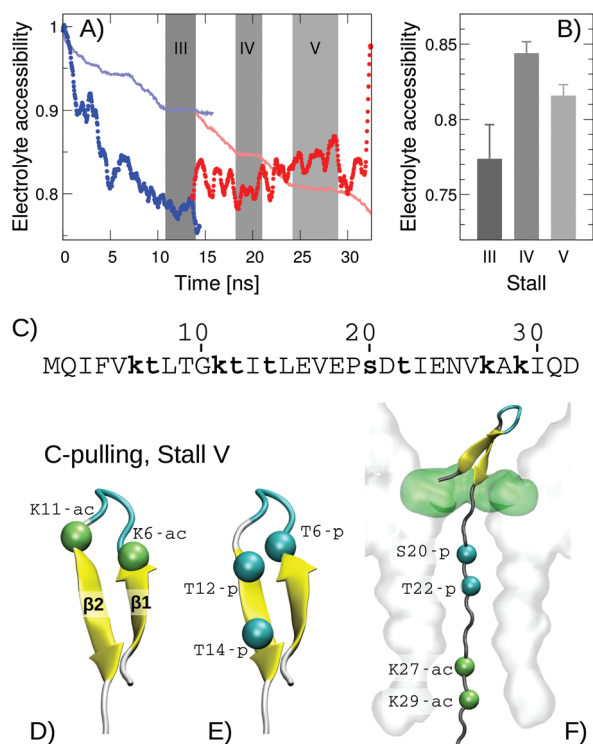 A)
Electrolyte accessibility
1
0.9
0.8
III
IV
V
0
5
10
15
20
25
30
Time [ns]
B)
Electrolyte accessibility
0.85
0.8
0.75
III
IV
V
Stall
C)
10
20
30
MQIFVktLTGktItLEVEPsDtIENVkAkIQD
C-pulling, Stall V
K11-ac
K6-ac
β2
β1
D)
T6-p
T12-p
T14-p
E)
S20-p
T22-p
K27-ac
K29-ac
F)